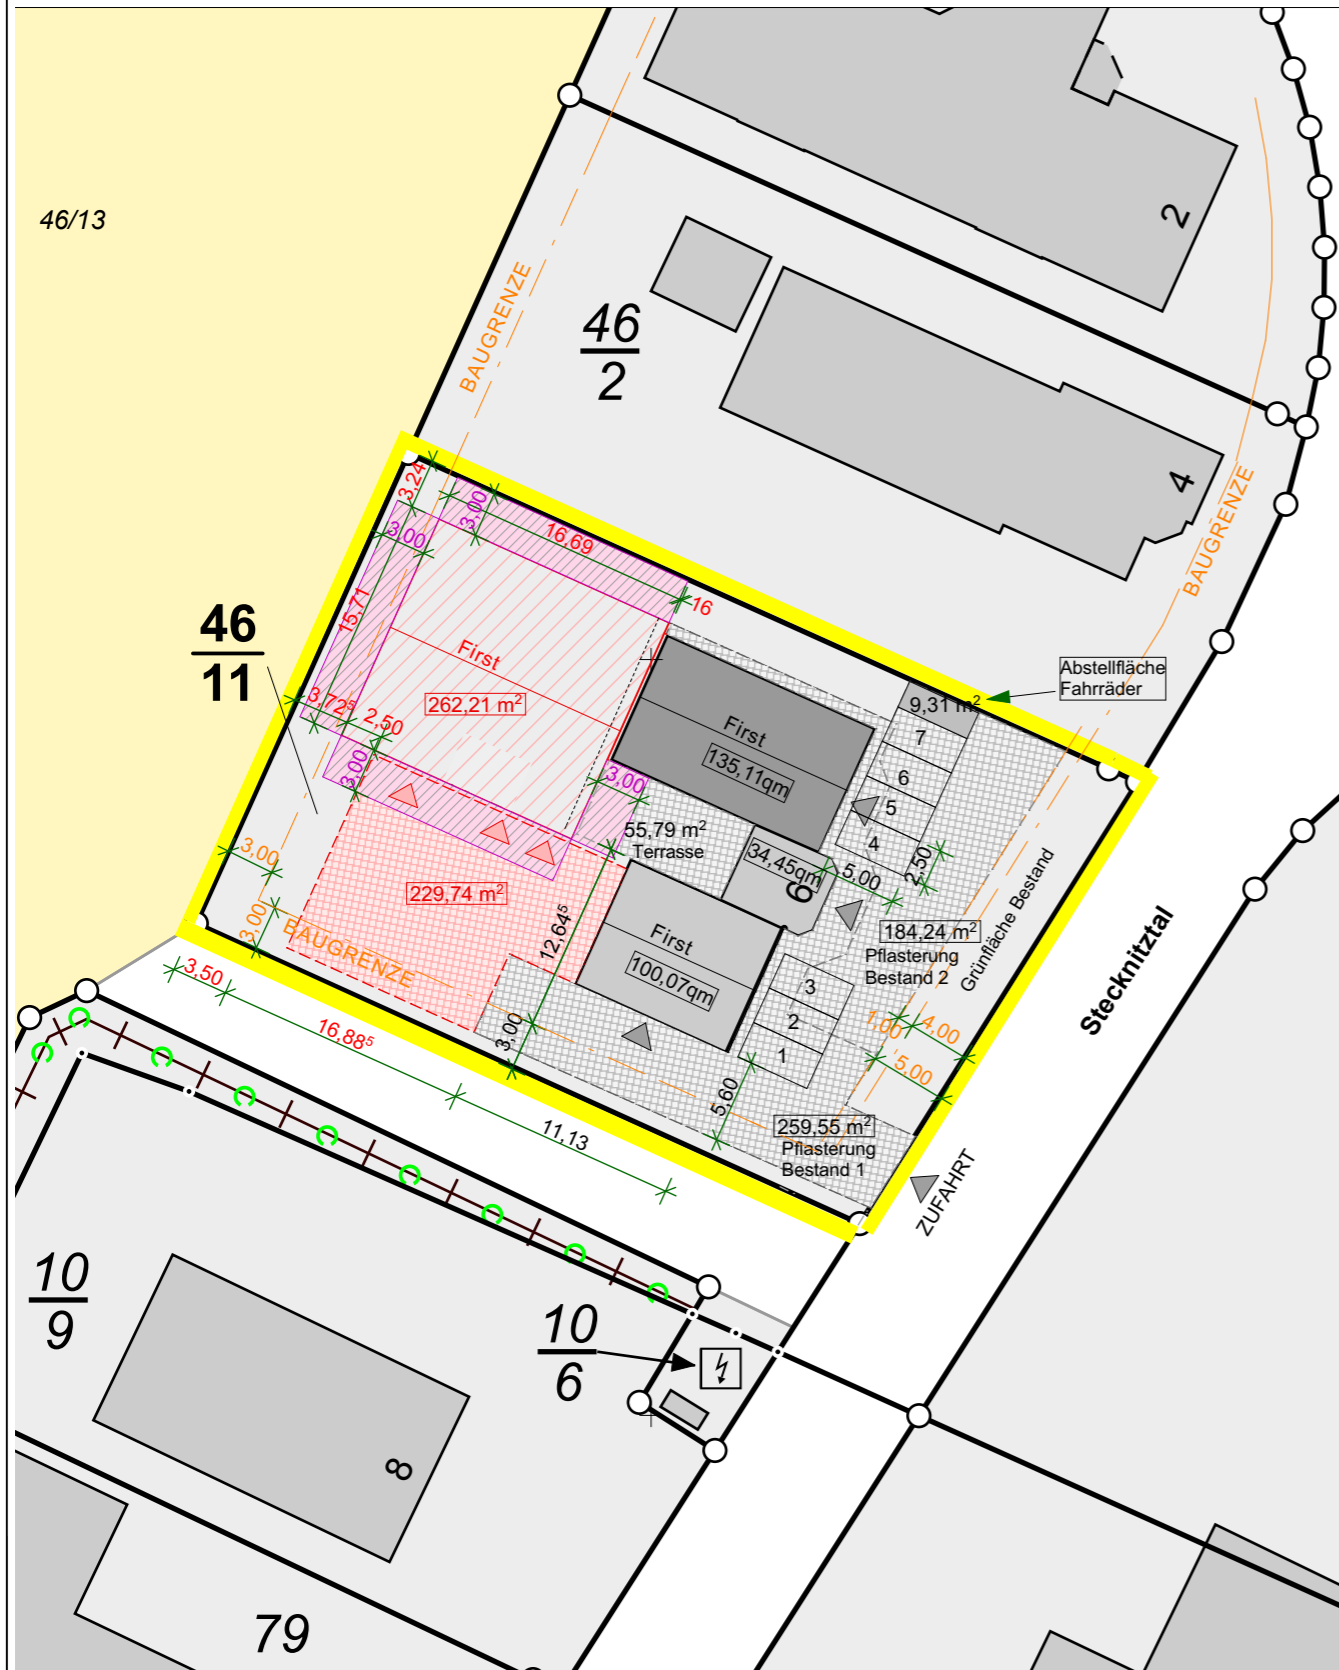 46/13
BAUGRENZE
46
2
2
4
BAUGRENZE
3,24
3,00
3,00
16,69
16
15,71
46
11
First
262,21 m²
3,72⁵
2,50
3,00
Abstellfläche
Fahrräder
9,31 m²
7
6
5
4
First
135,11qm
3,00
55,79 m²
Terrasse
34,45qm
6
5,00
2,50
229,74 m²
3,00
3,00
BAUGRENZE
12,64⁵
First
100,07qm
184,24 m²
Pflasterung
Bestand 2
Grünfläche Bestand
Stecknitztal
3
2
1
3,50
16,88⁵
3,00
11,13
5,60
1,00
4,00
5,00
259,55 m²
Pflasterung
Bestand 1
ZUFAHRT
10
9
10
6
8
79